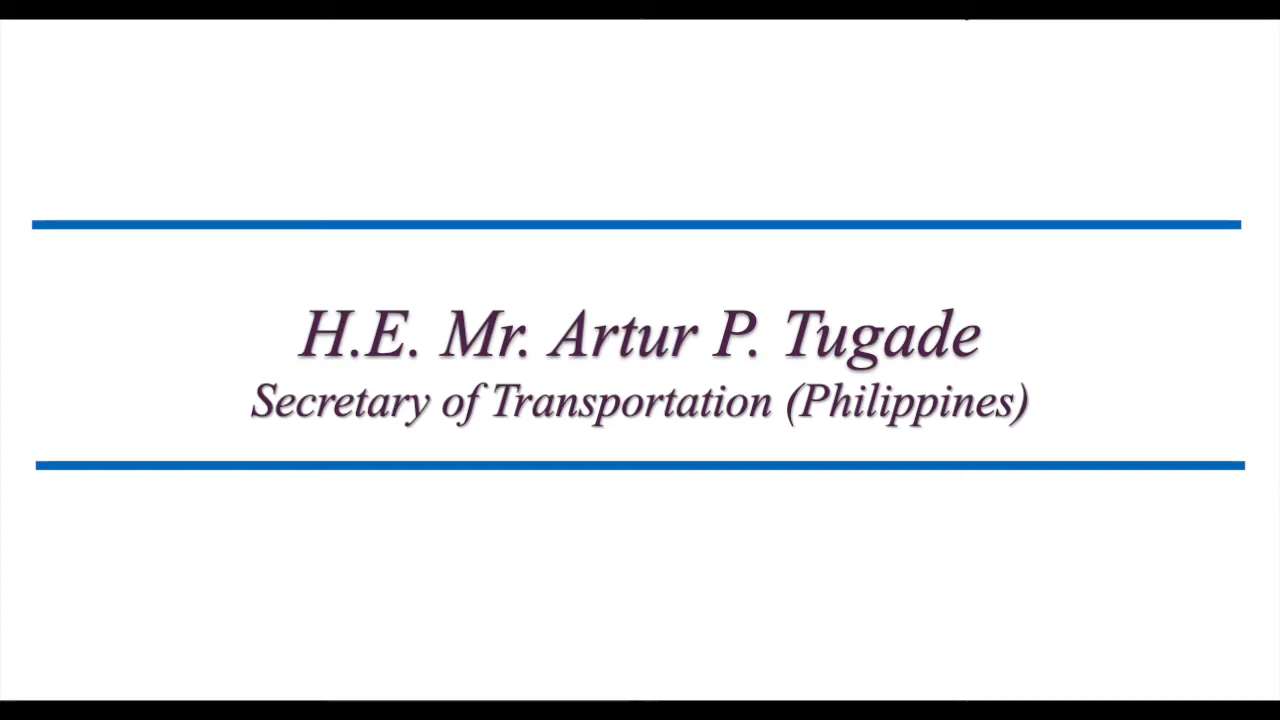 H.E. Mr. Artur P. Tugade
Secretary of Transportation (Philippines)